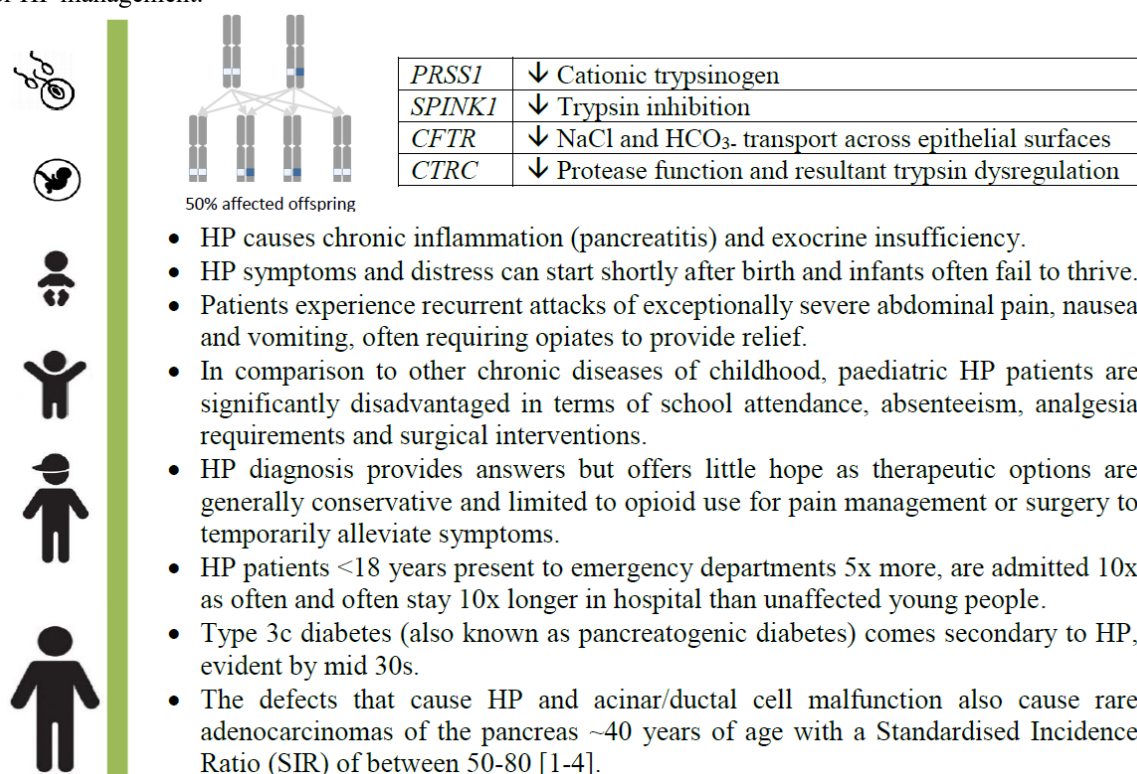 PRSS1 ↓ Cationic trypsinogen
SPINK1 ↓ Trypsin inhibition
CFTR ↓ NaCl and HCO₃- transport across epithelial surfaces
CTRC ↓ Protease function and resultant trypsin dysregulation
50% affected offspring
• HP causes chronic inflammation (pancreatitis) and exocrine insufficiency.
• HP symptoms and distress can start shortly after birth and infants often fail to thrive.
• Patients experience recurrent attacks of exceptionally severe abdominal pain, nausea
and vomiting, often requiring opiates to provide relief.
• In comparison to other chronic diseases of childhood, paediatric HP patients are
significantly disadvantaged in terms of school attendance, absenteeism, analgesia
requirements and surgical interventions.
• HP diagnosis provides answers but offers little hope as therapeutic options are
generally conservative and limited to opioid use for pain management or surgery to
temporarily alleviate symptoms.
• HP patients <18 years present to emergency departments 5x more, are admitted 10x
as often and often stay 10x longer in hospital than unaffected young people.
• Type 3c diabetes (also known as pancreatogenic diabetes) comes secondary to HP,
evident by mid 30s.
• The defects that cause HP and acinar/ductal cell malfunction also cause rare
adenocarcinomas of the pancreas ~40 years of age with a Standardised Incidence
Ratio (SIR) of between 50-80 [1-4].